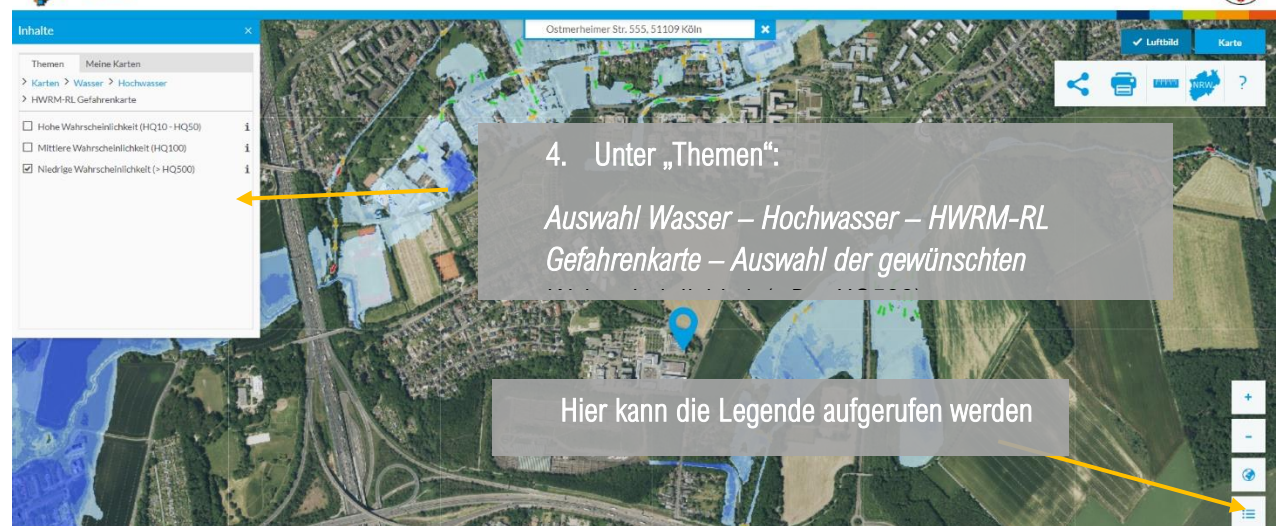 Inhalte ×
Ostmerheimer Str. 555, 51109 Köln ×
Luftbild Karte
Themen Meine Karten
> Karten > Wasser > Hochwasser
> HWRM-RL Gefahrenkarte
Hohe Wahrscheinlichkeit (HQ10 - HQ50) i
Mittlere Wahrscheinlichkeit (HQ100) i
Niedrige Wahrscheinlichkeit (> HQ500) i
NRW ?
4. Unter „Themen“:
Auswahl Wasser – Hochwasser – HWRM-RL
Gefahrenkarte – Auswahl der gewünschten
Hier kann die Legende aufgerufen werden
+
-